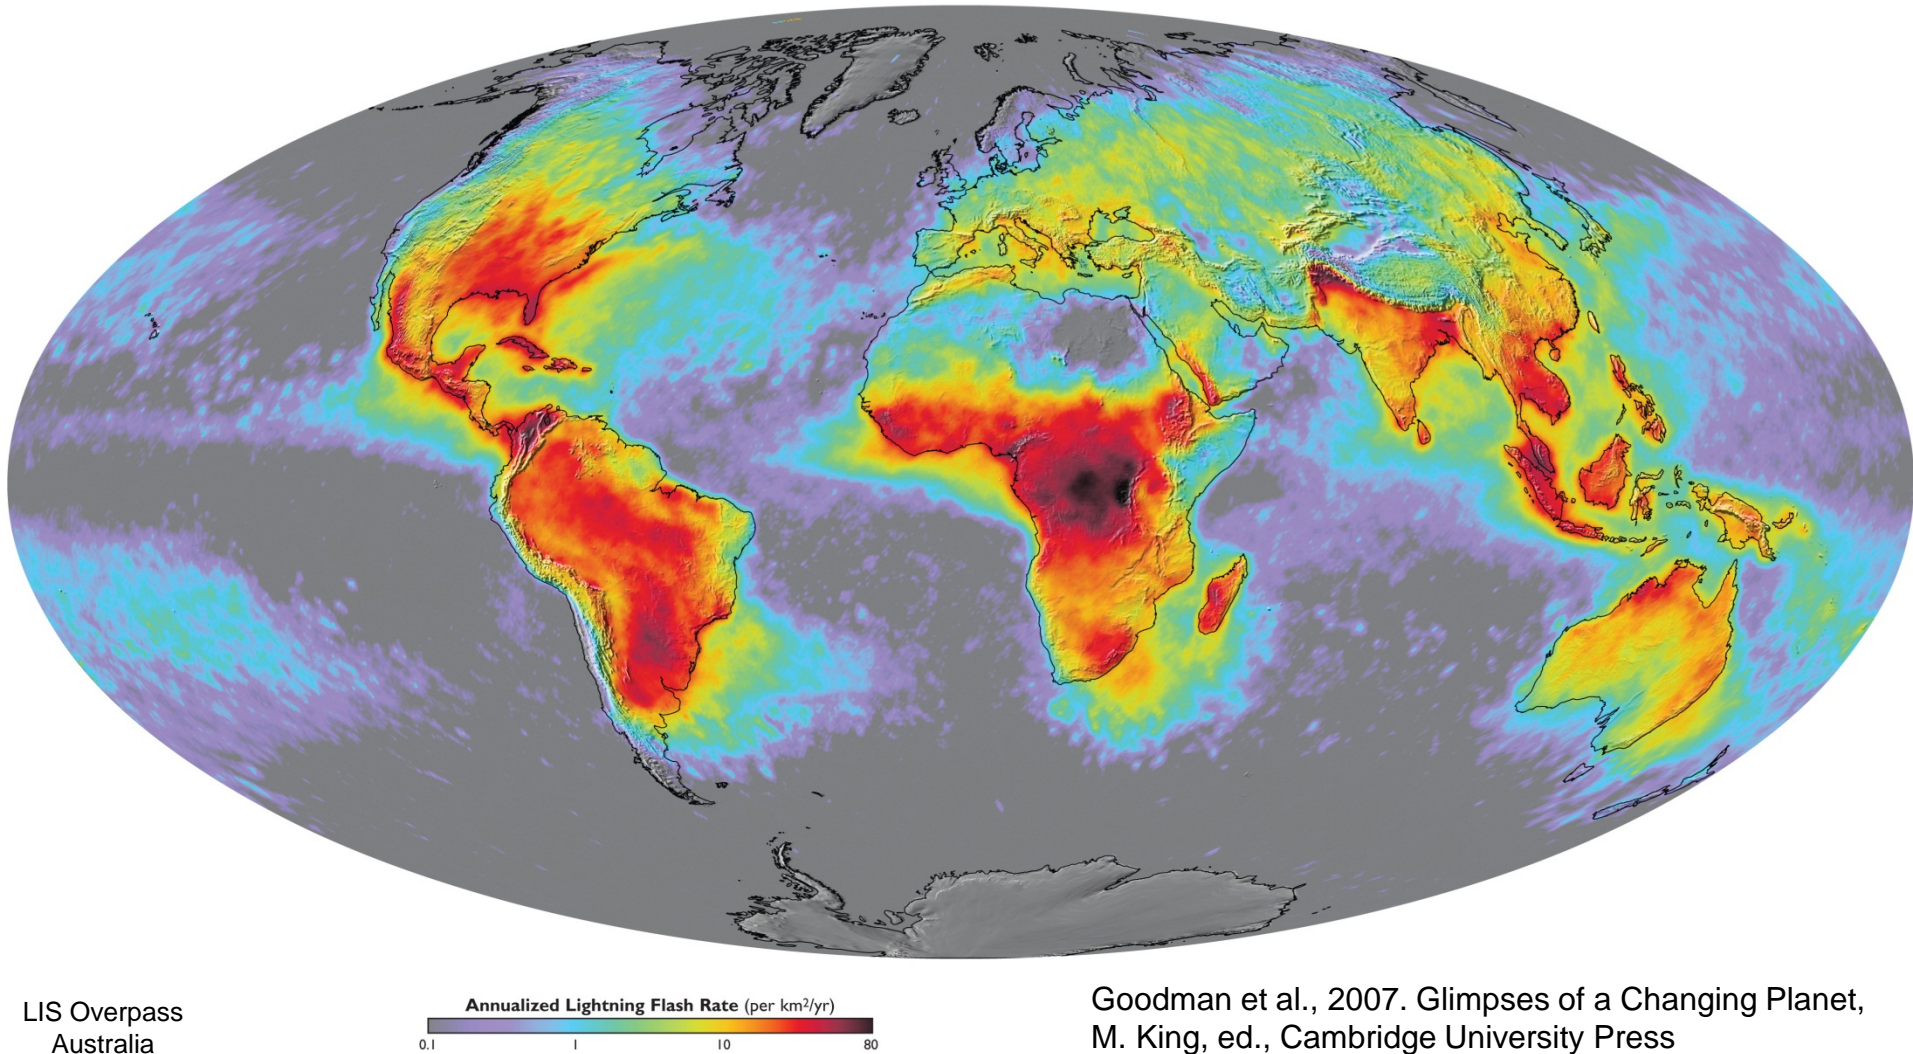 LIS Overpass
Australia
Annualized Lightning Flash Rate (per km²/yr)
0.1 1 10 80
Goodman et al., 2007. Glimpses of a Changing Planet,
M. King, ed., Cambridge University Press